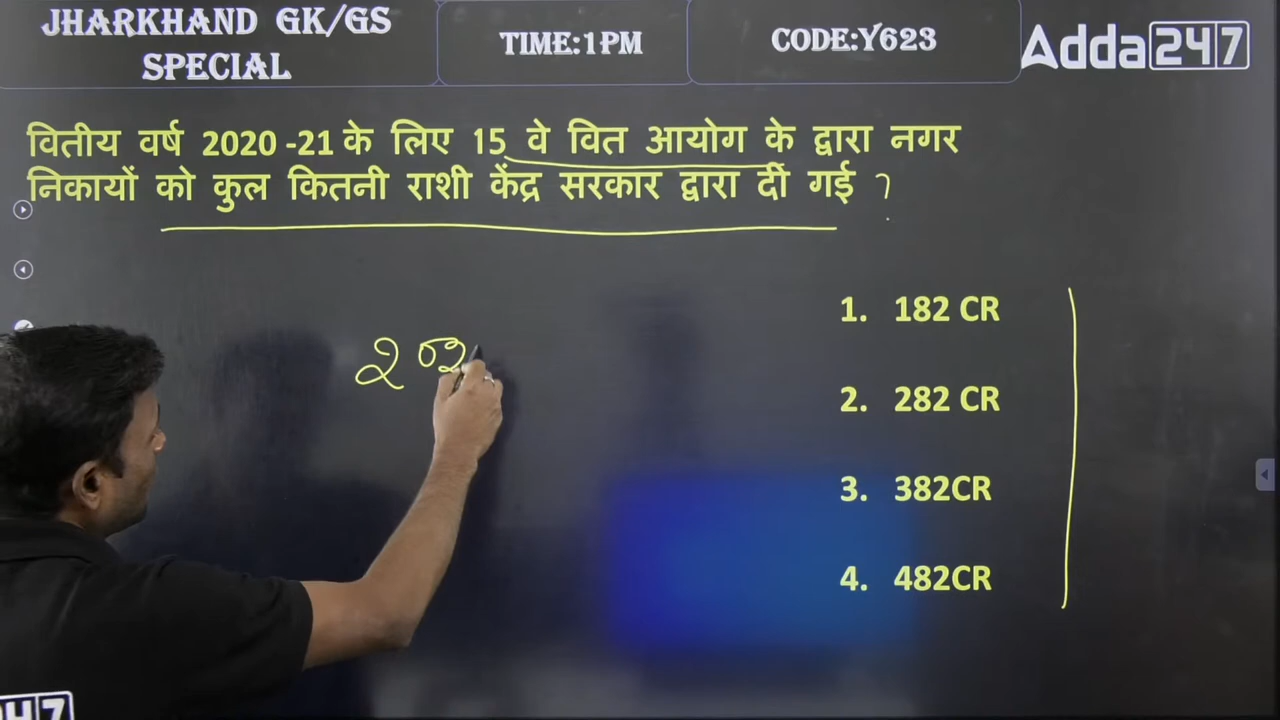 JHARKHAND GK/GS
SPECIAL
TIME:1PM
CODE:Y623
Adda247
वितीय वर्ष 2020 -21 के लिए 15 वे वित आयोग के द्वारा नगर
निकायों को कुल कितनी राशी केंद्र सरकार द्वारा दी गई ?
1. 182 CR
2. 282 CR
3. 382CR
4. 482CR
202
247